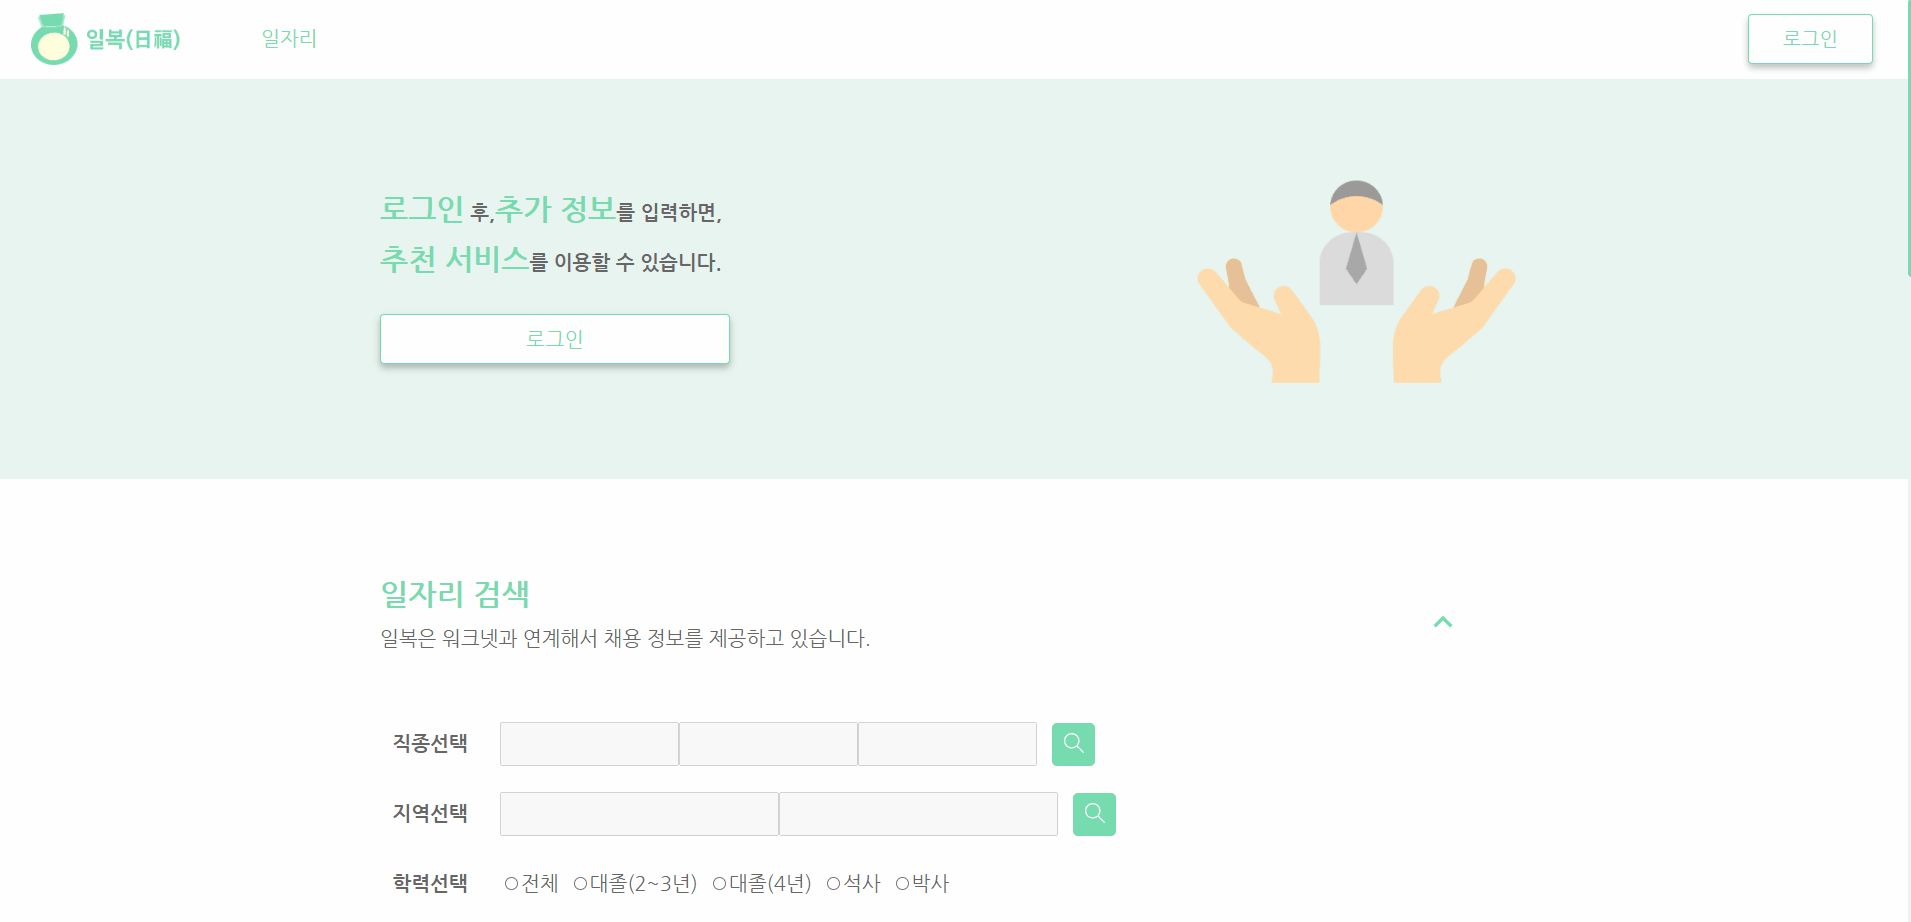 일복(日福) 일자리 로그인
로그인 후,추가 정보를 입력하면,
추천 서비스를 이용할 수 있습니다.
로그인
일자리 검색
일복은 워크넷과 연계해서 채용 정보를 제공하고 있습니다.
직종선택
지역선택
학력선택 전체 대졸(2~3년) 대졸(4년) 석사 박사